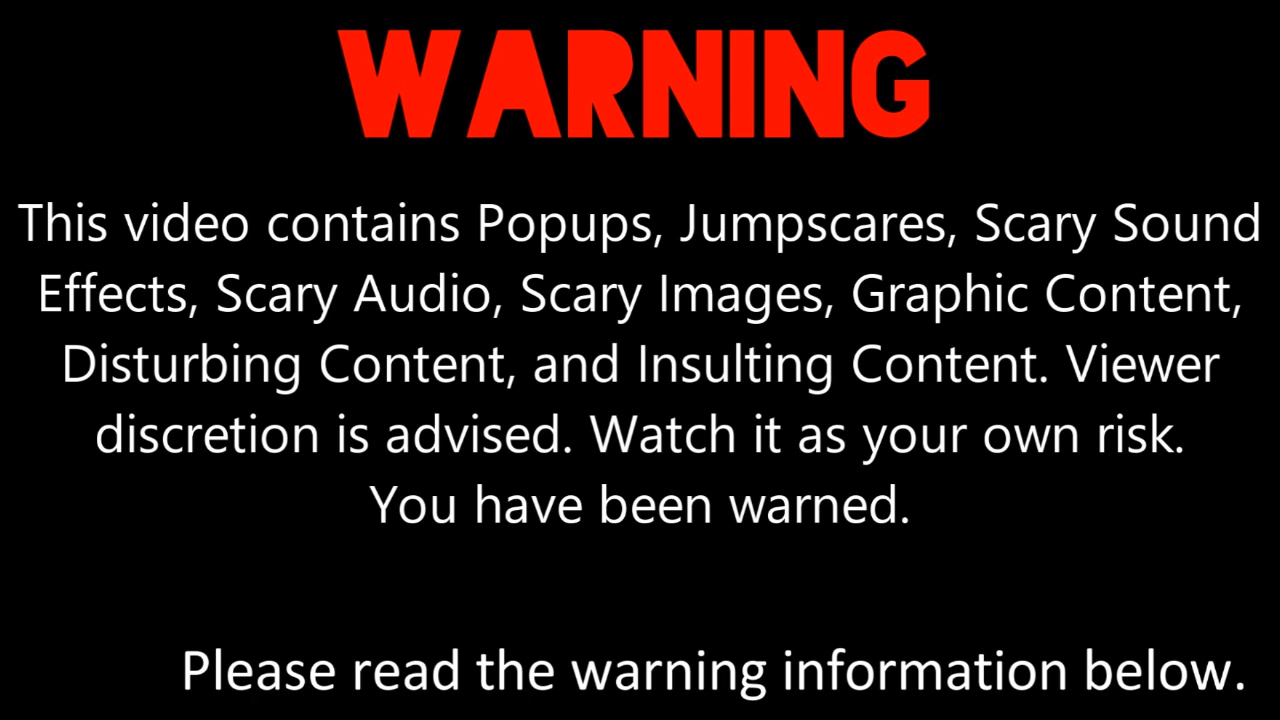 WARNING
This video contains Popups, Jumpscares, Scary Sound
Effects, Scary Audio, Scary Images, Graphic Content,
Disturbing Content, and Insulting Content. Viewer
discretion is advised. Watch it as your own risk.
You have been warned.
Please read the warning information below.